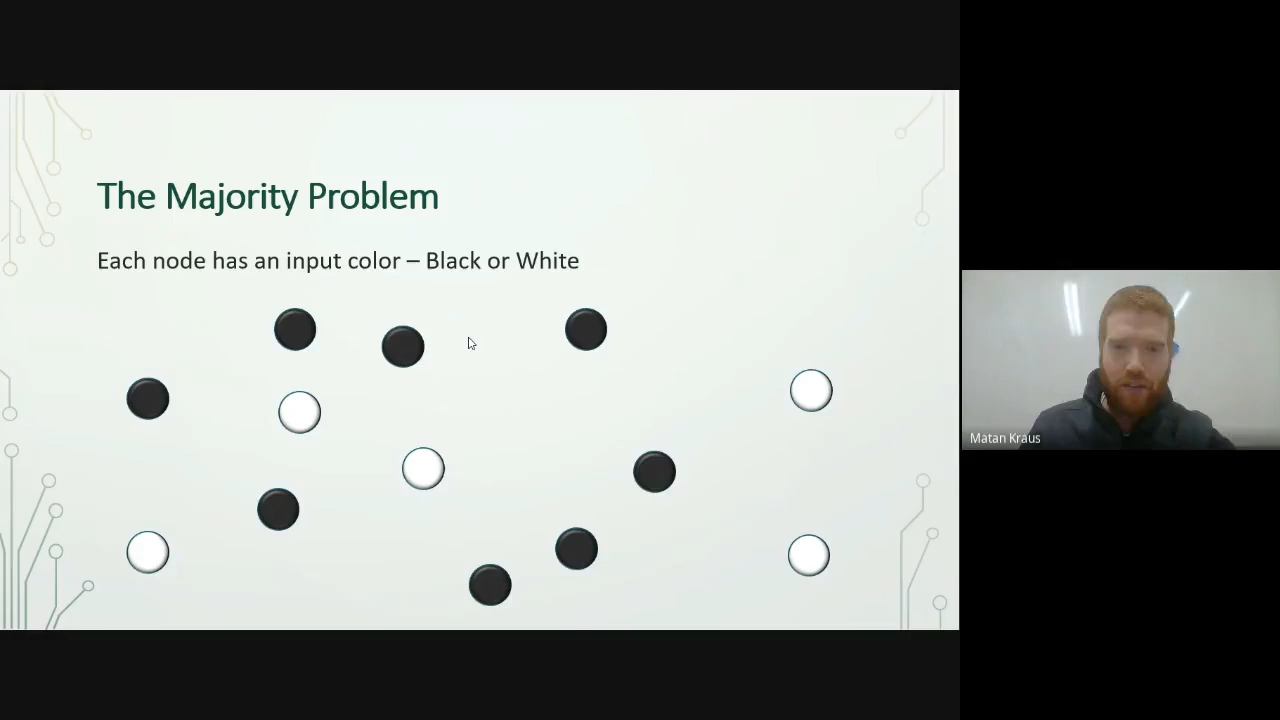 The Majority Problem
Each node has an input color – Black or White
Matan Kraus